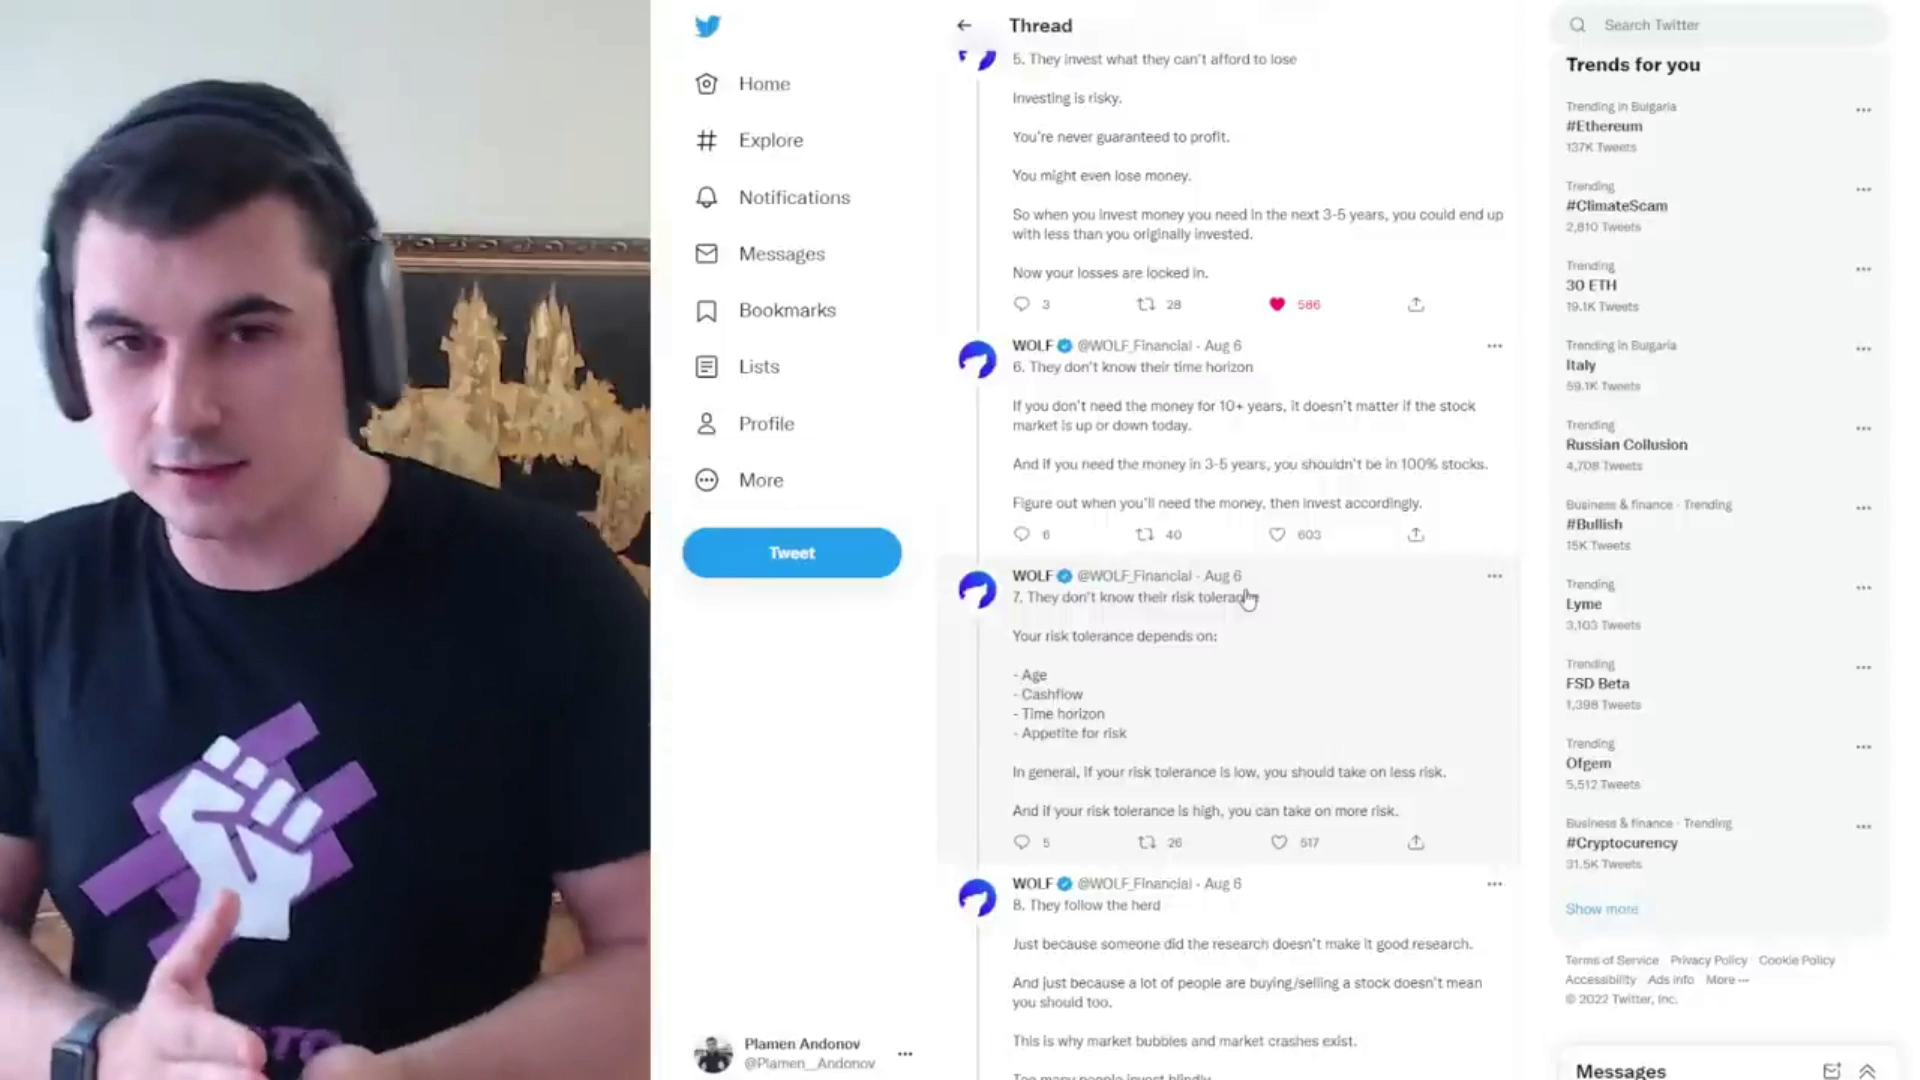 Home
Explore
Notifications
Messages
Bookmarks
Lists
Profile
More
Tweet
Plamen Andonov
@Plamen__Andonov
Thread
5. They invest what they can't afford to lose
Investing is risky.
You're never guaranteed to profit.
You might even lose money.
So when you invest money you need in the next 3-5 years, you could end up
with less than you originally invested.
Now your losses are locked in.
3 28 586
WOLF @WOLF_Financial · Aug 6
6. They don't know their time horizon
If you don't need the money for 10+ years, it doesn't matter if the stock
market is up or down today.
And if you need the money in 3-5 years, you shouldn't be in 100% stocks.
Figure out when you'll need the money, then invest accordingly.
6 40 603
WOLF @WOLF_Financial · Aug 6
7. They don't know their risk tolerance
Your risk tolerance depends on:
- Age
- Cashflow
- Time horizon
- Appetite for risk
In general, if your risk tolerance is low, you should take on less risk.
And if your risk tolerance is high, you can take on more risk.
5 26 517
WOLF @WOLF_Financial · Aug 6
8. They follow the herd
Just because someone did the research doesn't make it good research.
And just because a lot of people are buying/selling a stock doesn't mean
you should too.
This is why market bubbles and market crashes exist.
Too many people invest blindly.
Search Twitter
Trends for you
Trending in Bulgaria
#Ethereum
137K Tweets
Trending
#ClimateScam
2,810 Tweets
Trending
30 ETH
19.1K Tweets
Trending in Bulgaria
Italy
59.1K Tweets
Trending
Russian Collusion
4,708 Tweets
Business & finance · Trending
#Bullish
15K Tweets
Trending
Lyme
3,103 Tweets
Trending
FSD Beta
1,398 Tweets
Trending
Ofgem
5,512 Tweets
Business & finance · Trending
#Cryptocurency
31.5K Tweets
Show more
Terms of Service Privacy Policy Cookie Policy
Accessibility Ads info More ···
© 2022 Twitter, Inc.
Messages